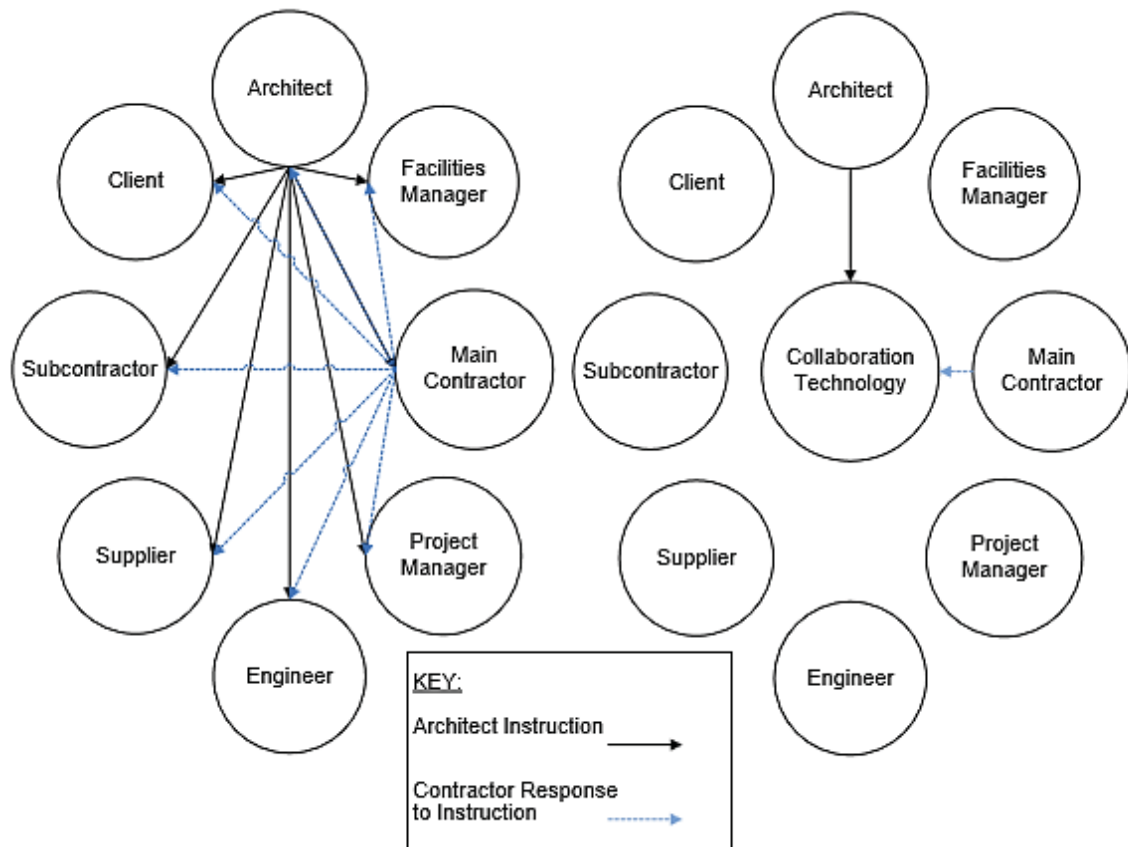 Architect
Client
Facilities
Manager
Subcontractor
Main
Contractor
Supplier
Project
Manager
Engineer
Architect
Client
Facilities
Manager
Subcontractor
Collaboration
Technology
Main
Contractor
Supplier
Project
Manager
Engineer
KEY:
Architect Instruction
Contractor Response
to Instruction